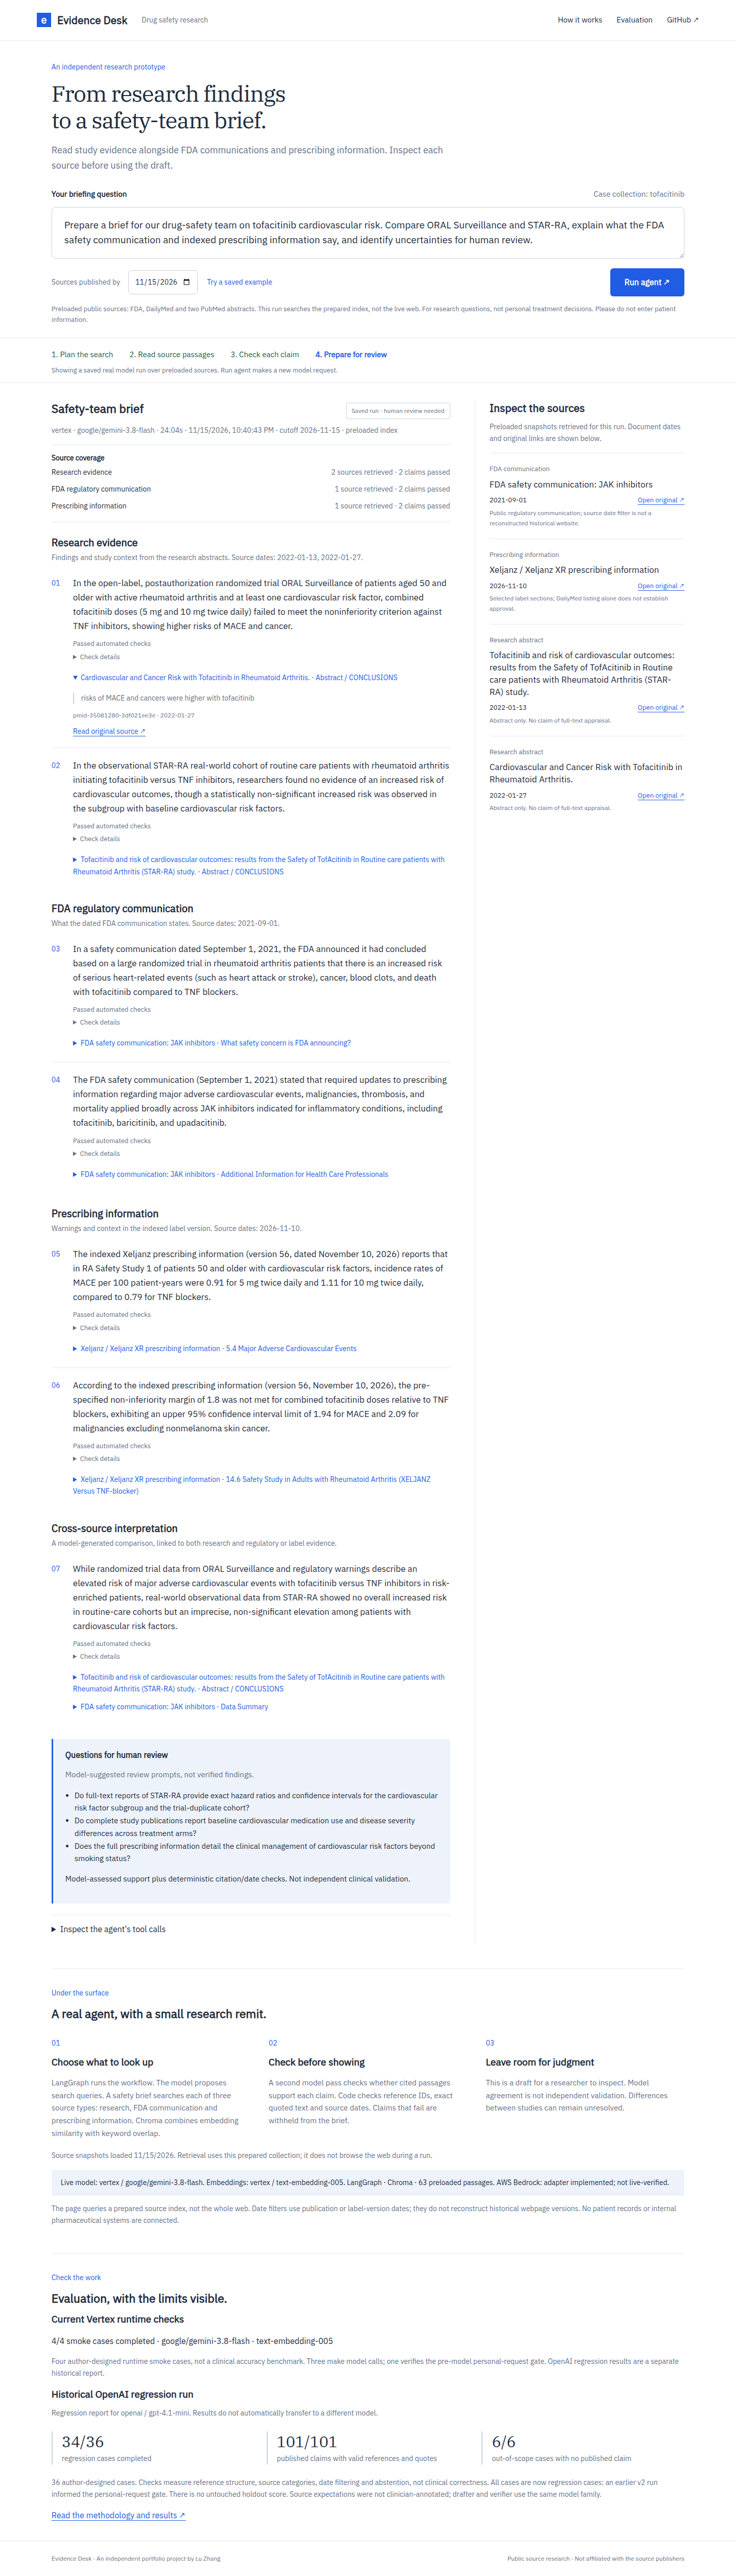 e Evidence Desk Drug safety research How it works Evaluation GitHub ↗
An independent research prototype
From research findings
to a safety-team brief.
Read study evidence alongside FDA communications and prescribing information. Inspect each
source before using the draft.
Your briefing question Case collection: tofacitinib
Prepare a brief for our drug-safety team on tofacitinib cardiovascular risk. Compare ORAL Surveillance and STAR-RA, explain what the FDA
safety communication and indexed prescribing information say, and identify uncertainties for human review.
Sources published by 11/15/2026 Try a saved example Run agent ↗
Preloaded public sources: FDA, DailyMed and two PubMed abstracts. This run searches the prepared index, not the live web. For research questions, not personal treatment decisions. Please do not enter patient
information.
1. Plan the search 2. Read source passages 3. Check each claim 4. Prepare for review
Showing a saved real model run over preloaded sources. Run agent makes a new model request.
Safety-team brief Saved run · human review needed
vertex · google/gemini-3.8-flash · 24.04s · 11/15/2026, 10:40:43 PM · cutoff 2026-11-15 · preloaded index
Source coverage
Research evidence 2 sources retrieved · 2 claims passed
FDA regulatory communication 1 source retrieved · 2 claims passed
Prescribing information 1 source retrieved · 2 claims passed
Research evidence
Findings and study context from the research abstracts. Source dates: 2022-01-13, 2022-01-27.
01 In the open-label, postauthorization randomized trial ORAL Surveillance of patients aged 50 and
older with active rheumatoid arthritis and at least one cardiovascular risk factor, combined
tofacitinib doses (5 mg and 10 mg twice daily) failed to meet the noninferiority criterion against
TNF inhibitors, showing higher risks of MACE and cancer.
Passed automated checks
▶ Check details
▼ Cardiovascular and Cancer Risk with Tofacitinib in Rheumatoid Arthritis. · Abstract / CONCLUSIONS
risks of MACE and cancers were higher with tofacitinib
pmid-35081280-3df021ee3e · 2022-01-27
Read original source ↗
02 In the observational STAR-RA real-world cohort of routine care patients with rheumatoid arthritis
initiating tofacitinib versus TNF inhibitors, researchers found no evidence of an increased risk of
cardiovascular outcomes, though a statistically non-significant increased risk was observed in
the subgroup with baseline cardiovascular risk factors.
Passed automated checks
▶ Check details
▶ Tofacitinib and risk of cardiovascular outcomes: results from the Safety of TofAcitinib in Routine care patients with
Rheumatoid Arthritis (STAR-RA) study. · Abstract / CONCLUSIONS
FDA regulatory communication
What the dated FDA communication states. Source dates: 2021-09-01.
03 In a safety communication dated September 1, 2021, the FDA announced it had concluded
based on a large randomized trial in rheumatoid arthritis patients that there is an increased risk
of serious heart-related events (such as heart attack or stroke), cancer, blood clots, and death
with tofacitinib compared to TNF blockers.
Passed automated checks
▶ Check details
▶ FDA safety communication: JAK inhibitors · What safety concern is FDA announcing?
04 The FDA safety communication (September 1, 2021) stated that required updates to prescribing
information regarding major adverse cardiovascular events, malignancies, thrombosis, and
mortality applied broadly across JAK inhibitors indicated for inflammatory conditions, including
tofacitinib, baricitinib, and upadacitinib.
Passed automated checks
▶ Check details
▶ FDA safety communication: JAK inhibitors · Additional Information for Health Care Professionals
Prescribing information
Warnings and context in the indexed label version. Source dates: 2026-11-10.
05 The indexed Xeljanz prescribing information (version 56, dated November 10, 2026) reports that
in RA Safety Study 1 of patients 50 and older with cardiovascular risk factors, incidence rates of
MACE per 100 patient-years were 0.91 for 5 mg twice daily and 1.11 for 10 mg twice daily,
compared to 0.79 for TNF blockers.
Passed automated checks
▶ Check details
▶ Xeljanz / Xeljanz XR prescribing information · 5.4 Major Adverse Cardiovascular Events
06 According to the indexed prescribing information (version 56, November 10, 2026), the pre-
specified non-inferiority margin of 1.8 was not met for combined tofacitinib doses relative to TNF
blockers, exhibiting an upper 95% confidence interval limit of 1.94 for MACE and 2.09 for
malignancies excluding nonmelanoma skin cancer.
Passed automated checks
▶ Check details
▶ Xeljanz / Xeljanz XR prescribing information · 14.6 Safety Study in Adults with Rheumatoid Arthritis (XELJANZ
Versus TNF-blocker)
Cross-source interpretation
A model-generated comparison, linked to both research and regulatory or label evidence.
07 While randomized trial data from ORAL Surveillance and regulatory warnings describe an
elevated risk of major adverse cardiovascular events with tofacitinib versus TNF inhibitors in risk-
enriched patients, real-world observational data from STAR-RA showed no overall increased risk
in routine-care cohorts but an imprecise, non-significant elevation among patients with
cardiovascular risk factors.
Passed automated checks
▶ Check details
▶ Tofacitinib and risk of cardiovascular outcomes: results from the Safety of TofAcitinib in Routine care patients with
Rheumatoid Arthritis (STAR-RA) study. · Abstract / CONCLUSIONS
▶ FDA safety communication: JAK inhibitors · Data Summary
Questions for human review
Model-suggested review prompts, not verified findings.
• Do full-text reports of STAR-RA provide exact hazard ratios and confidence intervals for the cardiovascular
risk factor subgroup and the trial-duplicate cohort?
• Do complete study publications report baseline cardiovascular medication use and disease severity
differences across treatment arms?
• Does the full prescribing information detail the clinical management of cardiovascular risk factors beyond
smoking status?
Model-assessed support plus deterministic citation/date checks. Not independent clinical validation.
▶ Inspect the agent's tool calls
Inspect the sources
Preloaded snapshots retrieved for this run. Document dates
and original links are shown below.
FDA communication
FDA safety communication: JAK inhibitors
2021-09-01 Open original ↗
Public regulatory communication; source date filter is not a
reconstructed historical website.
Prescribing information
Xeljanz / Xeljanz XR prescribing information
2026-11-10 Open original ↗
Selected label sections; DailyMed listing alone does not establish
approval.
Research abstract
Tofacitinib and risk of cardiovascular outcomes:
results from the Safety of TofAcitinib in Routine
care patients with Rheumatoid Arthritis (STAR-
RA) study.
2022-01-13 Open original ↗
Abstract only. No claim of full-text appraisal.
Research abstract
Cardiovascular and Cancer Risk with Tofacitinib in
Rheumatoid Arthritis.
2022-01-27 Open original ↗
Abstract only. No claim of full-text appraisal.
Under the surface
A real agent, with a small research remit.
01
Choose what to look up
LangGraph runs the workflow. The model proposes
search queries. A safety brief searches each of three
source types: research, FDA communication and
prescribing information. Chroma combines embedding
similarity with keyword overlap.
02
Check before showing
A second model pass checks whether cited passages
support each claim. Code checks reference IDs, exact
quoted text and source dates. Claims that fail are
withheld from the brief.
03
Leave room for judgment
This is a draft for a researcher to inspect. Model
agreement is not independent validation. Differences
between studies can remain unresolved.
Source snapshots loaded 11/15/2026. Retrieval uses this prepared collection; it does not browse the web during a run.
Live model: vertex / google/gemini-3.8-flash. Embeddings: vertex / text-embedding-005. LangGraph · Chroma · 63 preloaded passages. AWS Bedrock: adapter implemented; not live-verified.
The page queries a prepared source index, not the whole web. Date filters use publication or label-version dates; they do not reconstruct historical webpage versions. No patient records or internal
pharmaceutical systems are connected.
Check the work
Evaluation, with the limits visible.
Current Vertex runtime checks
4/4 smoke cases completed · google/gemini-3.8-flash · text-embedding-005
Four author-designed runtime smoke cases, not a clinical accuracy benchmark. Three make model calls; one verifies the pre-model personal-request gate. OpenAI regression results are a separate
historical report.
Historical OpenAI regression run
Regression report for openai / gpt-4.1-mini. Results do not automatically transfer to a different model.
34/36
regression cases completed
101/101
published claims with valid references and quotes
6/6
out-of-scope cases with no published claim
36 author-designed cases. Checks measure reference structure, source categories, date filtering and abstention, not clinical correctness. All cases are now regression cases: an earlier v2 run
informed the personal-request gate. There is no untouched holdout score. Source expectations were not clinician-annotated; drafter and verifier use the same model family.
Read the methodology and results ↗
Evidence Desk · An independent portfolio project by Lu Zhang Public source research · Not affiliated with the source publishers